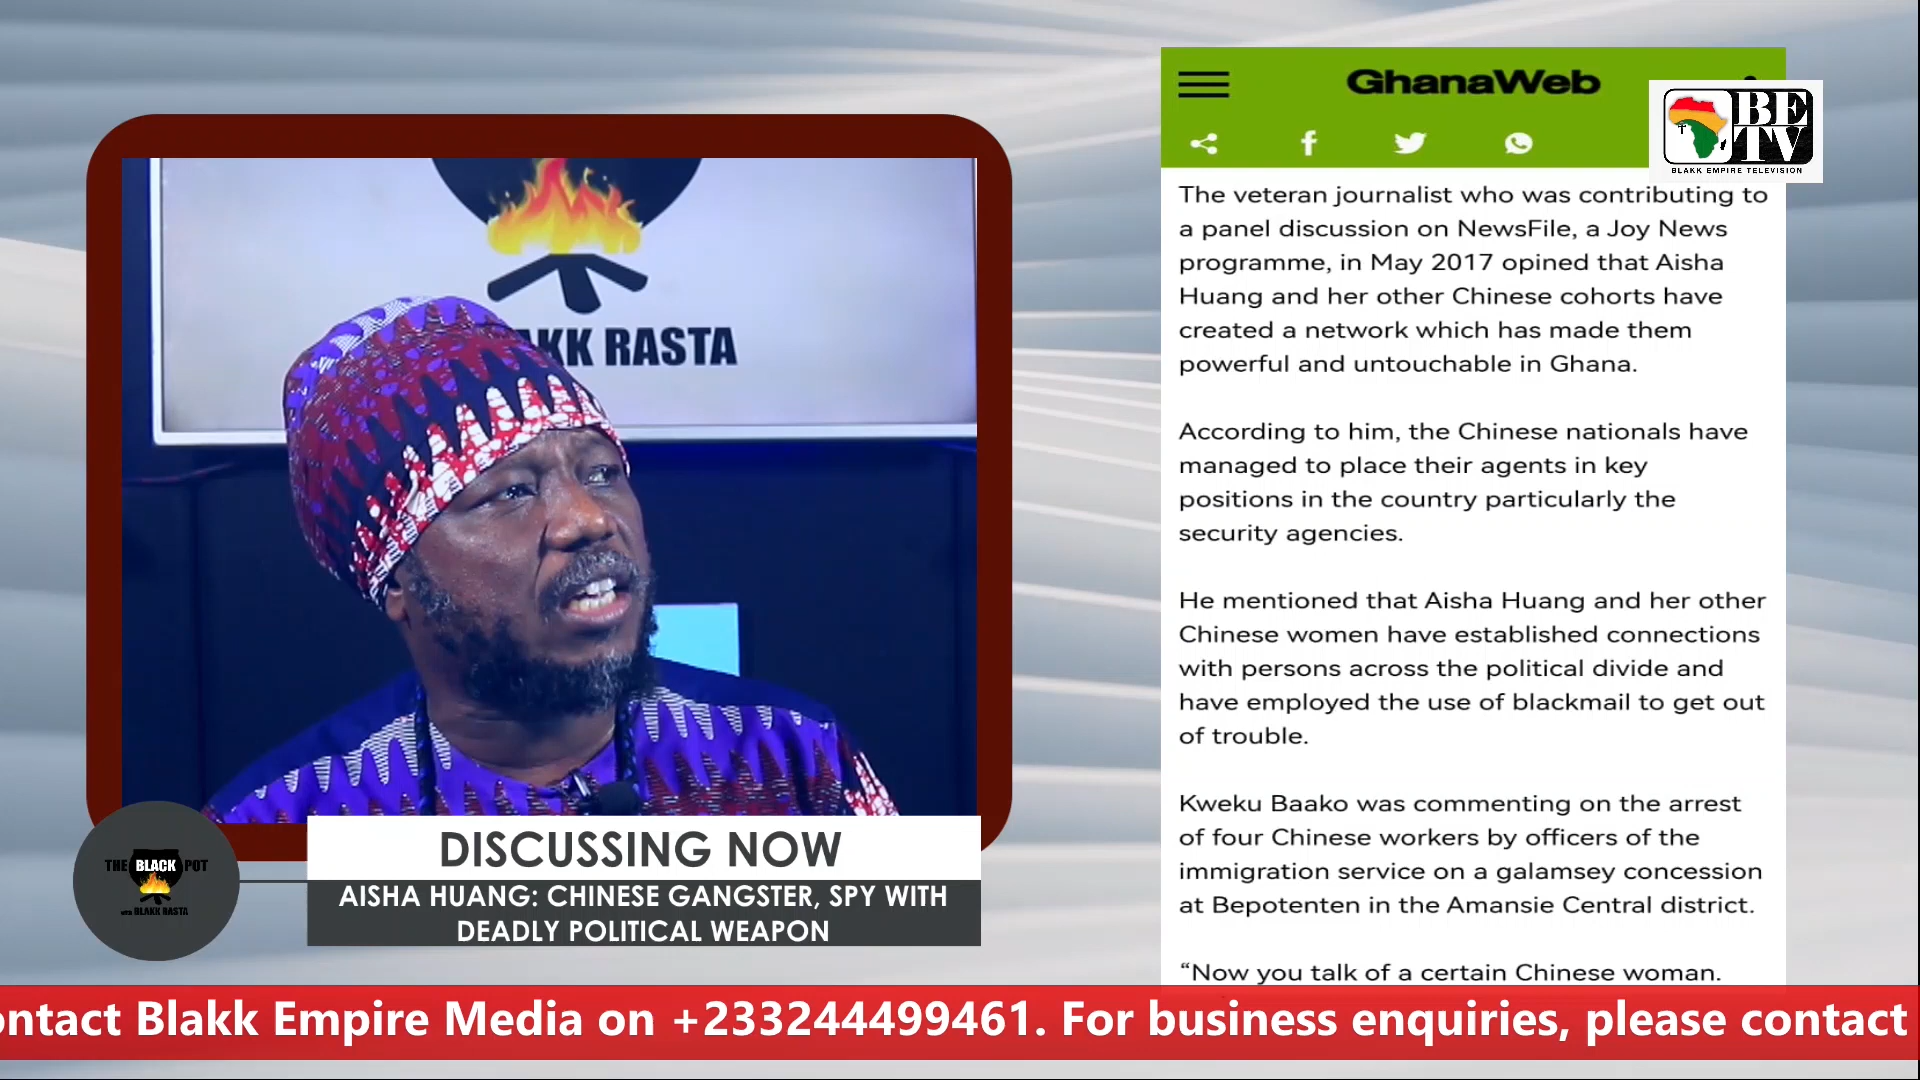 GhanaWeb
BE
TV
BLAKK EMPIRE TELEVISION
AKK RASTA
The veteran journalist who was contributing to
a panel discussion on NewsFile, a Joy News
programme, in May 2017 opined that Aisha
Huang and her other Chinese cohorts have
created a network which has made them
powerful and untouchable in Ghana.
According to him, the Chinese nationals have
managed to place their agents in key
positions in the country particularly the
security agencies.
He mentioned that Aisha Huang and her other
Chinese women have established connections
with persons across the political divide and
have employed the use of blackmail to get out
of trouble.
Kweku Baako was commenting on the arrest
of four Chinese workers by officers of the
immigration service on a galamsey concession
at Bepotenten in the Amansie Central district.
“Now you talk of a certain Chinese woman.
THE BLACK POT
WITH BLAKK RASTA
DISCUSSING NOW
AISHA HUANG: CHINESE GANGSTER, SPY WITH
DEADLY POLITICAL WEAPON
ontact Blakk Empire Media on +233244499461. For business enquiries, please contact